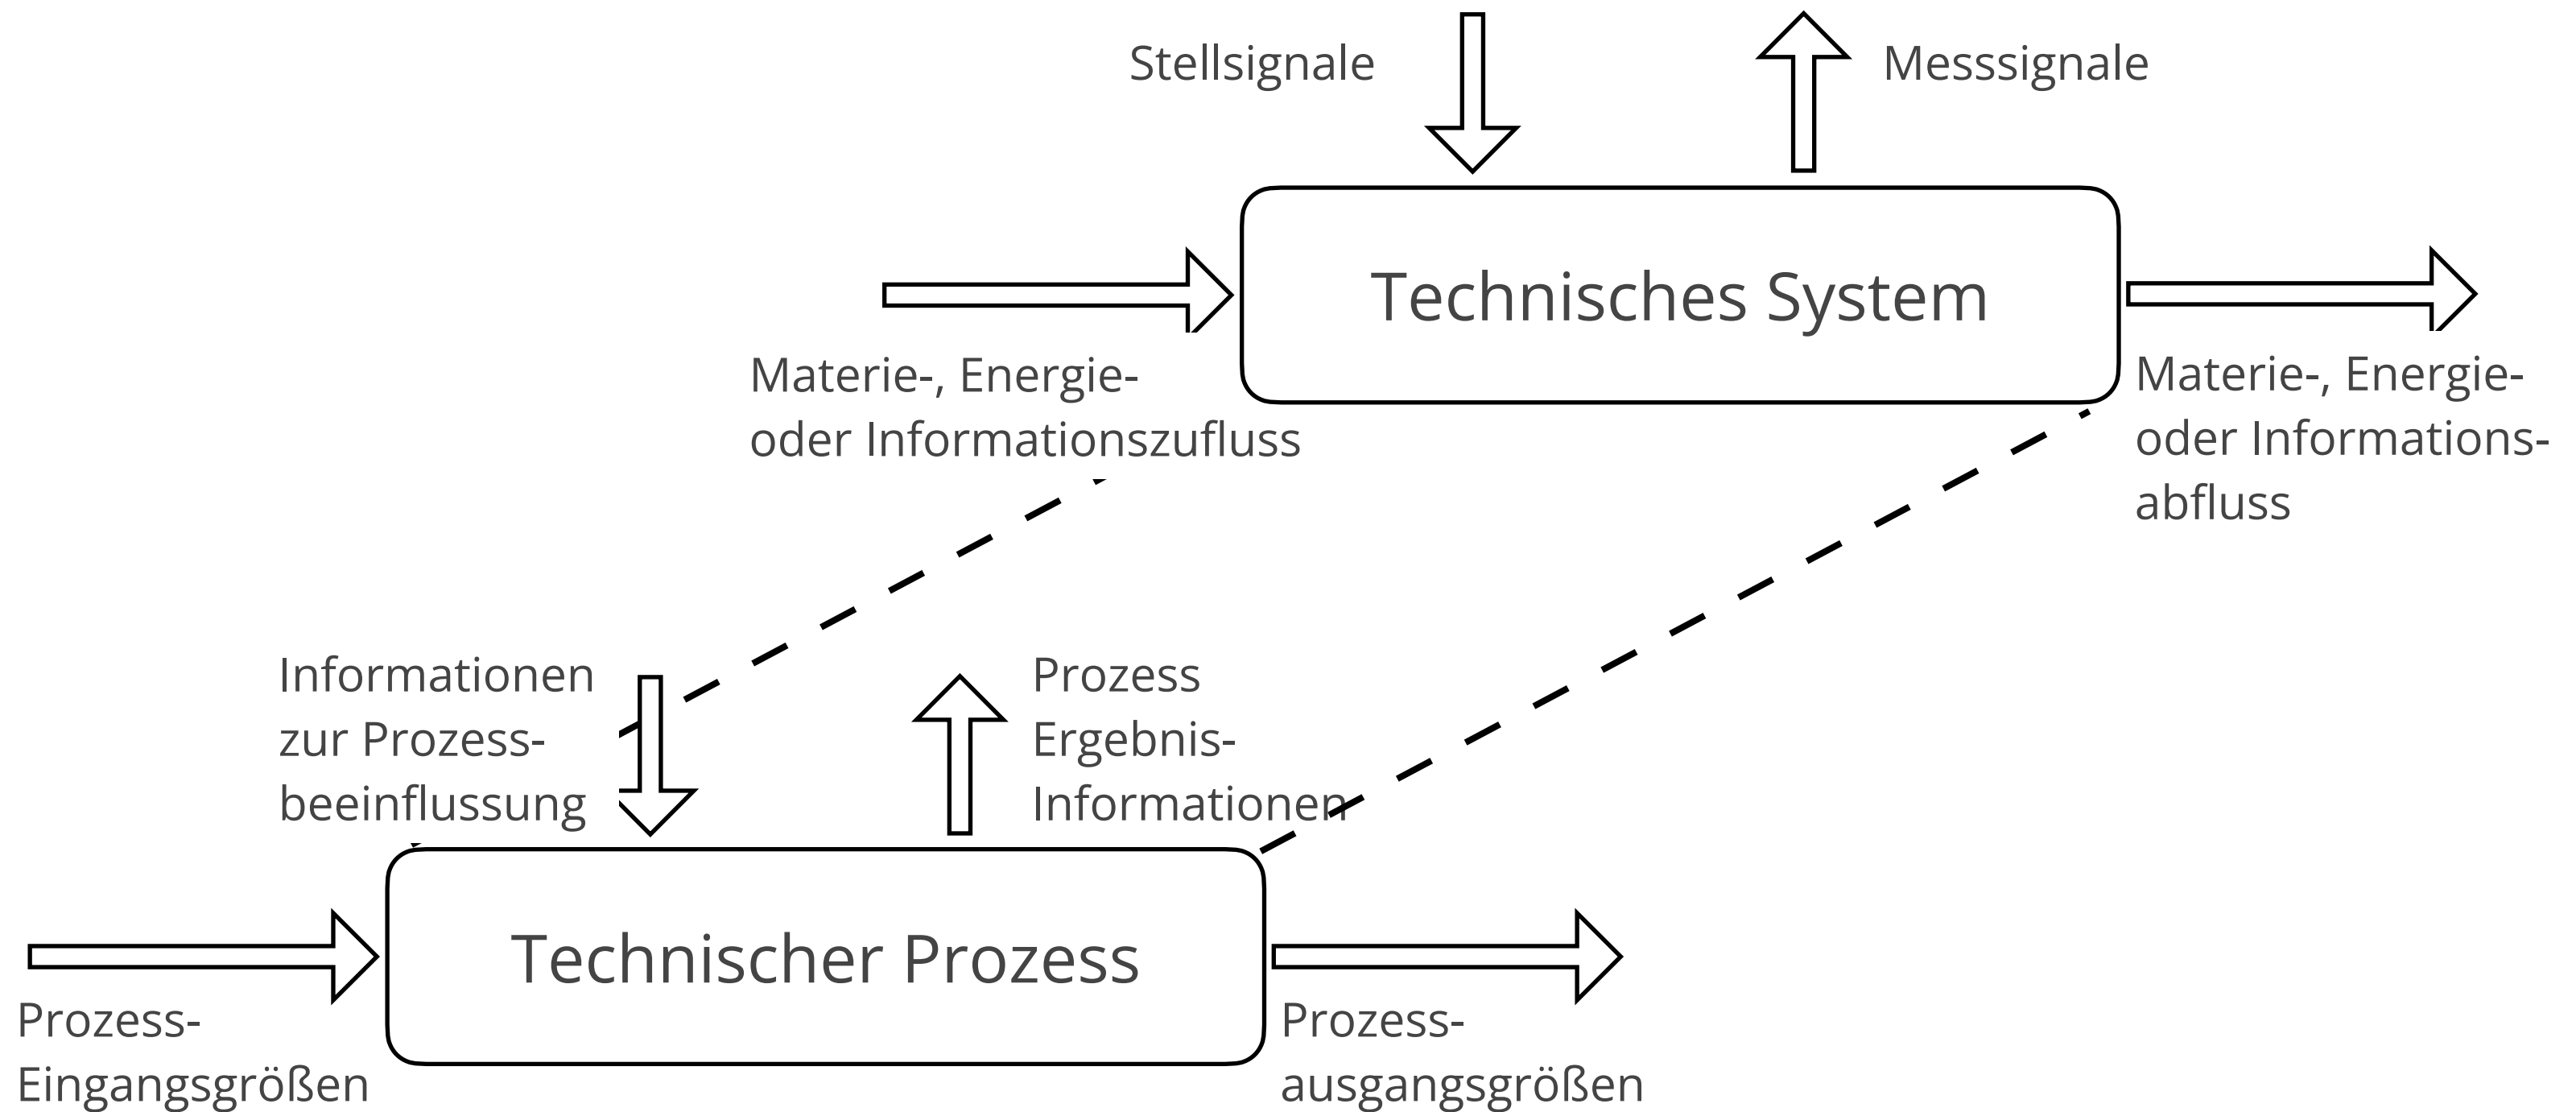 Stellsignale
Messsignale
Technisches System
Materie-, Energie-
oder Informationszufluss
Materie-, Energie-
oder Informations-
abfluss
Informationen
zur Prozess-
beeinflussung
Prozess
Ergebnis-
Informationen
Technischer Prozess
Prozess-
Eingangsgrößen
Prozess-
ausgangsgrößen